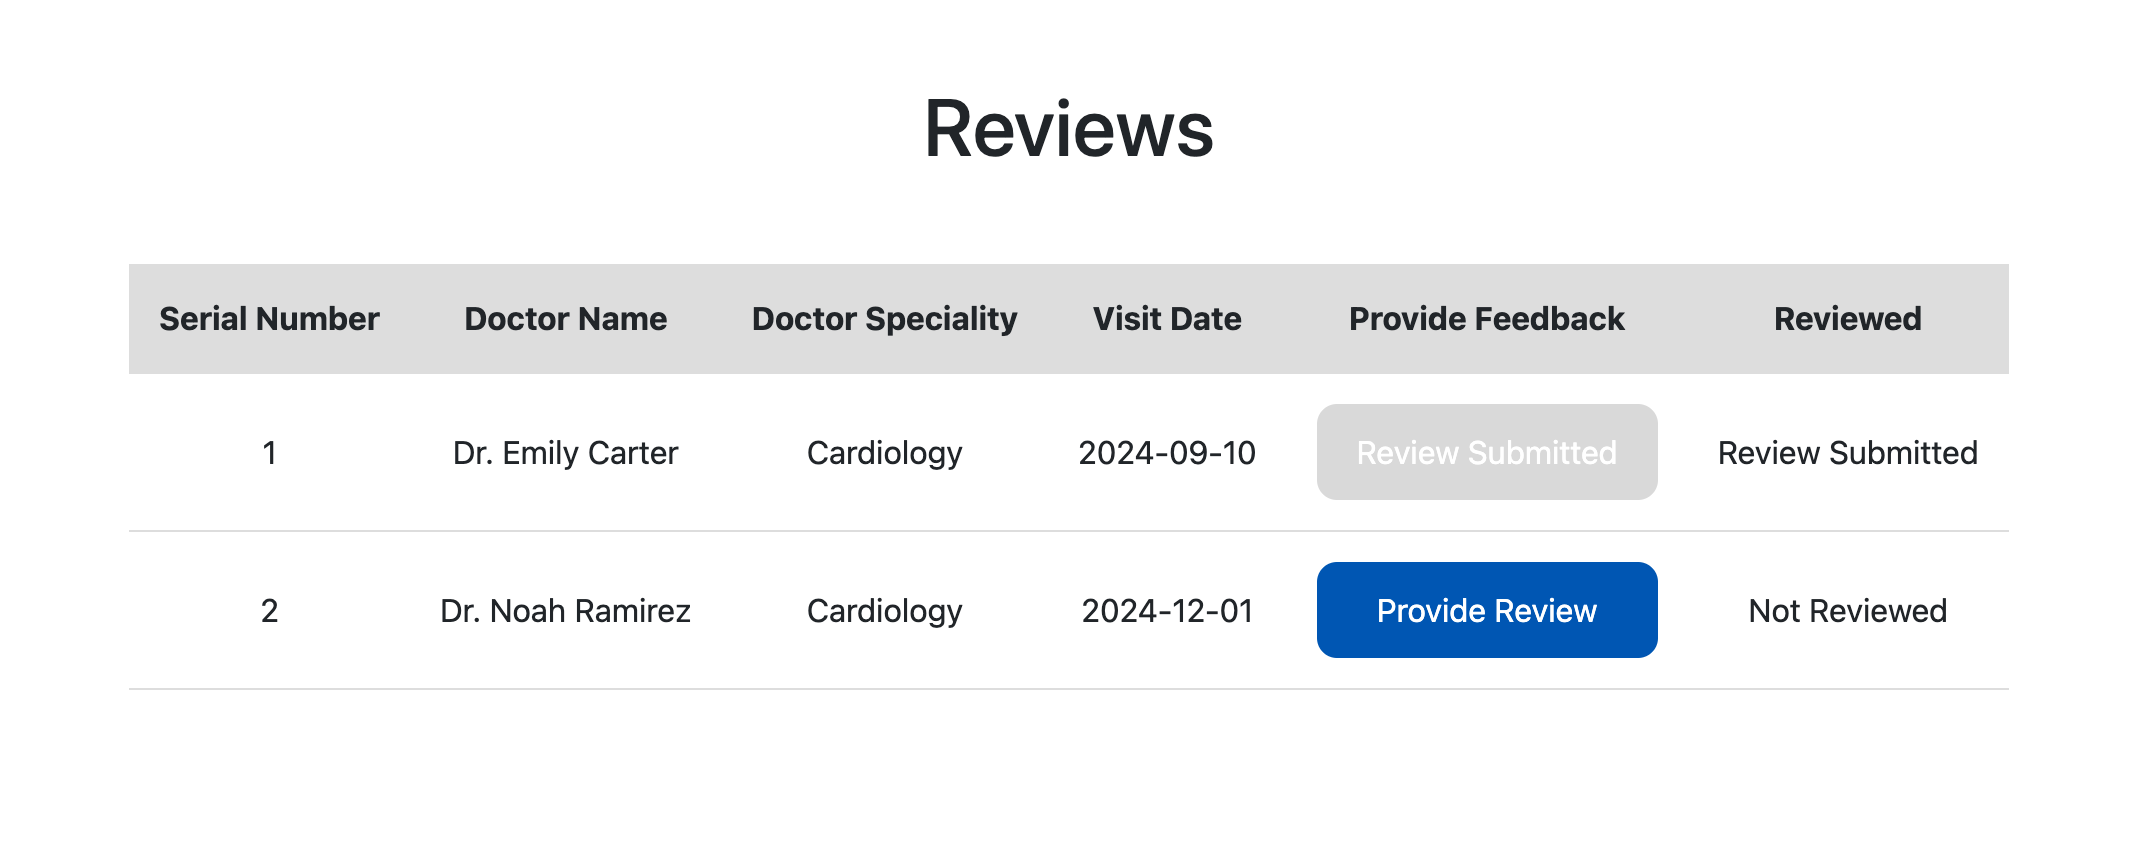 Reviews
Serial Number Doctor Name Doctor Speciality Visit Date Provide Feedback Reviewed
1 Dr. Emily Carter Cardiology 2024-09-10 Review Submitted Review Submitted
2 Dr. Noah Ramirez Cardiology 2024-12-01 Provide Review Not Reviewed